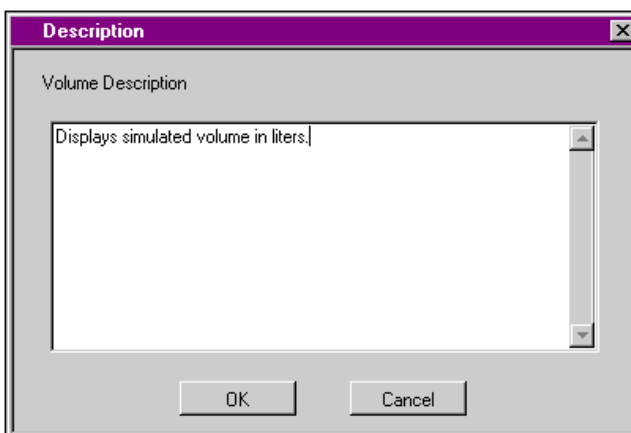 Description
Volume Description
Displays simulated volume in liters.
OK Cancel